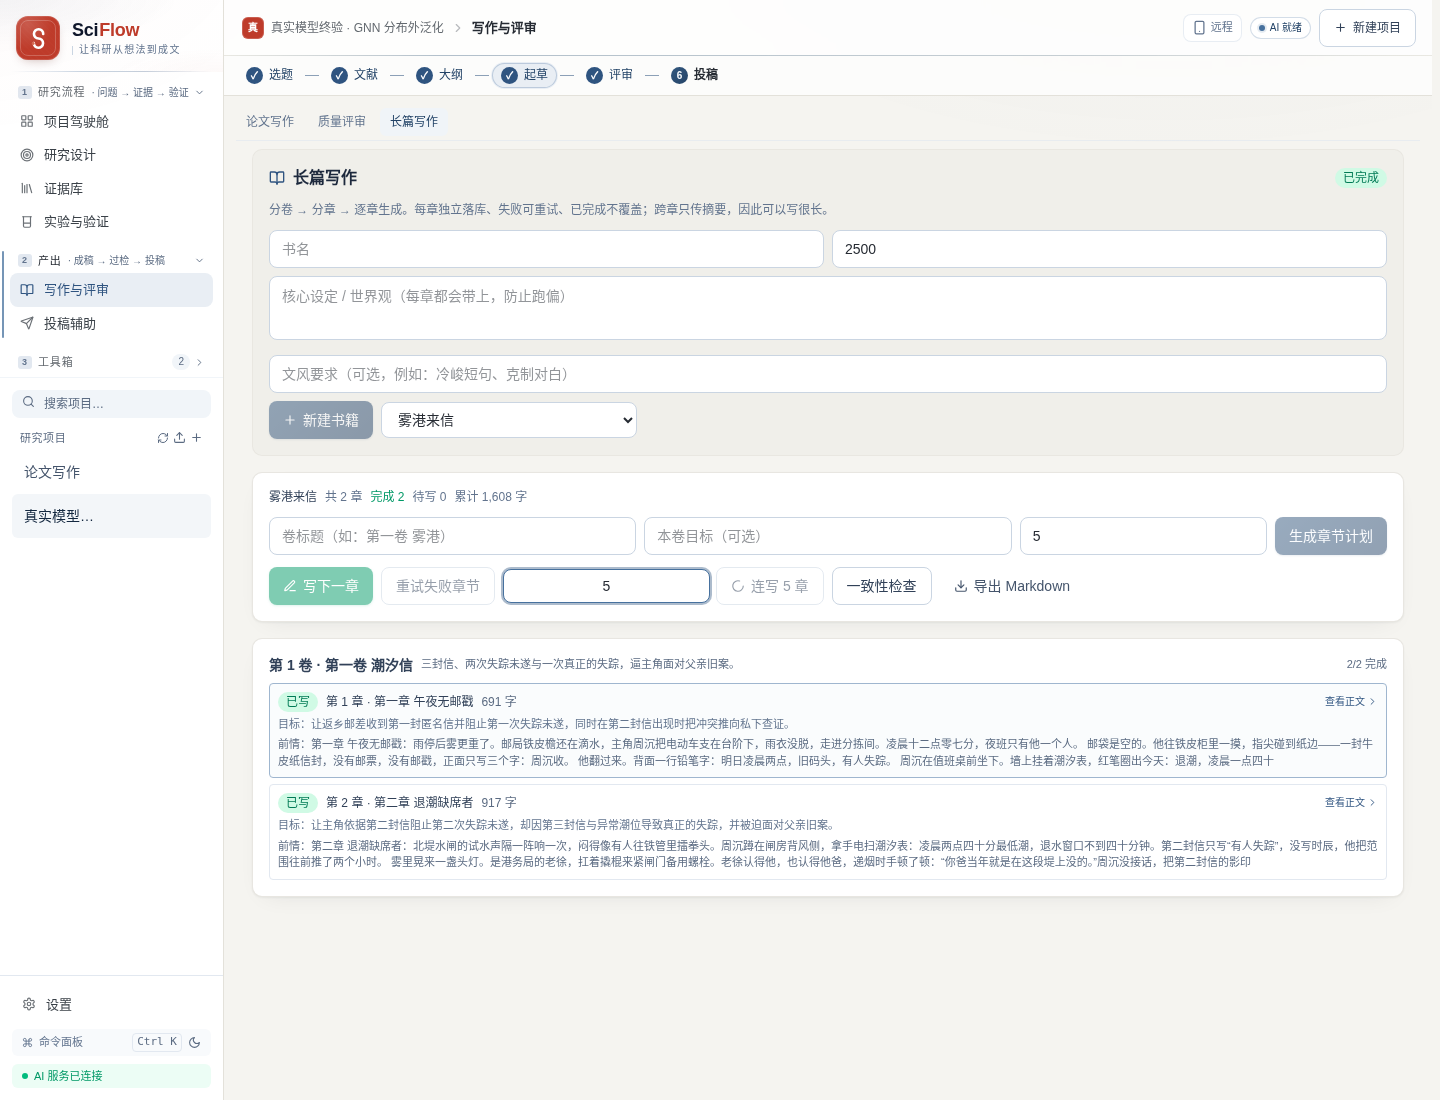 SciFlow
让科研从想法到成文
1 研究流程 · 问题 → 证据 → 验证
项目驾驶舱
研究设计
证据库
实验与验证
2 产出 · 成稿 → 过检 → 投稿
写作与评审
投稿辅助
3 工具箱 2
搜索项目…
研究项目
论文写作
真实模型…
设置
⌘ 命令面板 Ctrl K
AI 服务已连接
真 真实模型终验 · GNN 分布外泛化 写作与评审
远程 AI 就绪 + 新建项目
选题 — 文献 — 大纲 — 起草 — 评审 — 6 投稿
论文写作 质量评审 长篇写作
长篇写作 已完成
分卷 → 分章 → 逐章生成。每章独立落库、失败可重试、已完成不覆盖；跨章只传摘要，因此可以写很长。
书名 2500
核心设定 / 世界观（每章都会带上，防止跑偏）
文风要求（可选，例如：冷峻短句、克制对白）
+ 新建书籍 雾港来信
雾港来信 共 2 章 完成 2 待写 0 累计 1,608 字
卷标题（如：第一卷 雾港） 本卷目标（可选） 5 生成章节计划
写下一章 重试失败章节 5 连写 5 章 一致性检查 导出 Markdown
第 1 卷 · 第一卷 潮汐信 三封信、两次失踪未遂与一次真正的失踪，逼主角面对父亲旧案。 2/2 完成
已写 第 1 章 · 第一章 午夜无邮戳 691 字 查看正文
目标：让返乡邮差收到第一封匿名信并阻止第一次失踪未遂，同时在第二封信出现时把冲突推向私下查证。
前情：第一章 午夜无邮戳：雨停后雾更重了。邮局铁皮檐还在滴水，主角周沉把电动车支在台阶下，雨衣没脱，走进分拣间。凌晨十二点零七分，夜班只有他一个人。 邮袋是空的。他往铁皮柜里一摸，指尖碰到纸边——一封牛
皮纸信封，没有邮票，没有邮戳，正面只写三个字：周沉收。 他翻过来。背面一行铅笔字：明日凌晨两点，旧码头，有人失踪。 周沉在值班桌前坐下。墙上挂着潮汐表，红笔圈出今天：退潮，凌晨一点四十
已写 第 2 章 · 第二章 退潮缺席者 917 字 查看正文
目标：让主角依据第二封信阻止第二次失踪未遂，却因第三封信与异常潮位导致真正的失踪，并被迫面对父亲旧案。
前情：第二章 退潮缺席者：北堤水闸的试水声隔一阵响一次，闷得像有人往铁管里擂拳头。周沉蹲在闸房背风侧，拿手电扫潮汐表：凌晨两点四十分最低潮，退水窗口不到四十分钟。第二封信只写“有人失踪”，没写时辰，他把范
围往前推了两个小时。 雾里晃来一盏头灯。是港务局的老徐，扛着撬棍来紧闸门备用螺栓。老徐认得他，也认得他爸，递烟时手顿了顿：“你爸当年就是在这段堤上没的。”周沉没接话，把第二封信的影印